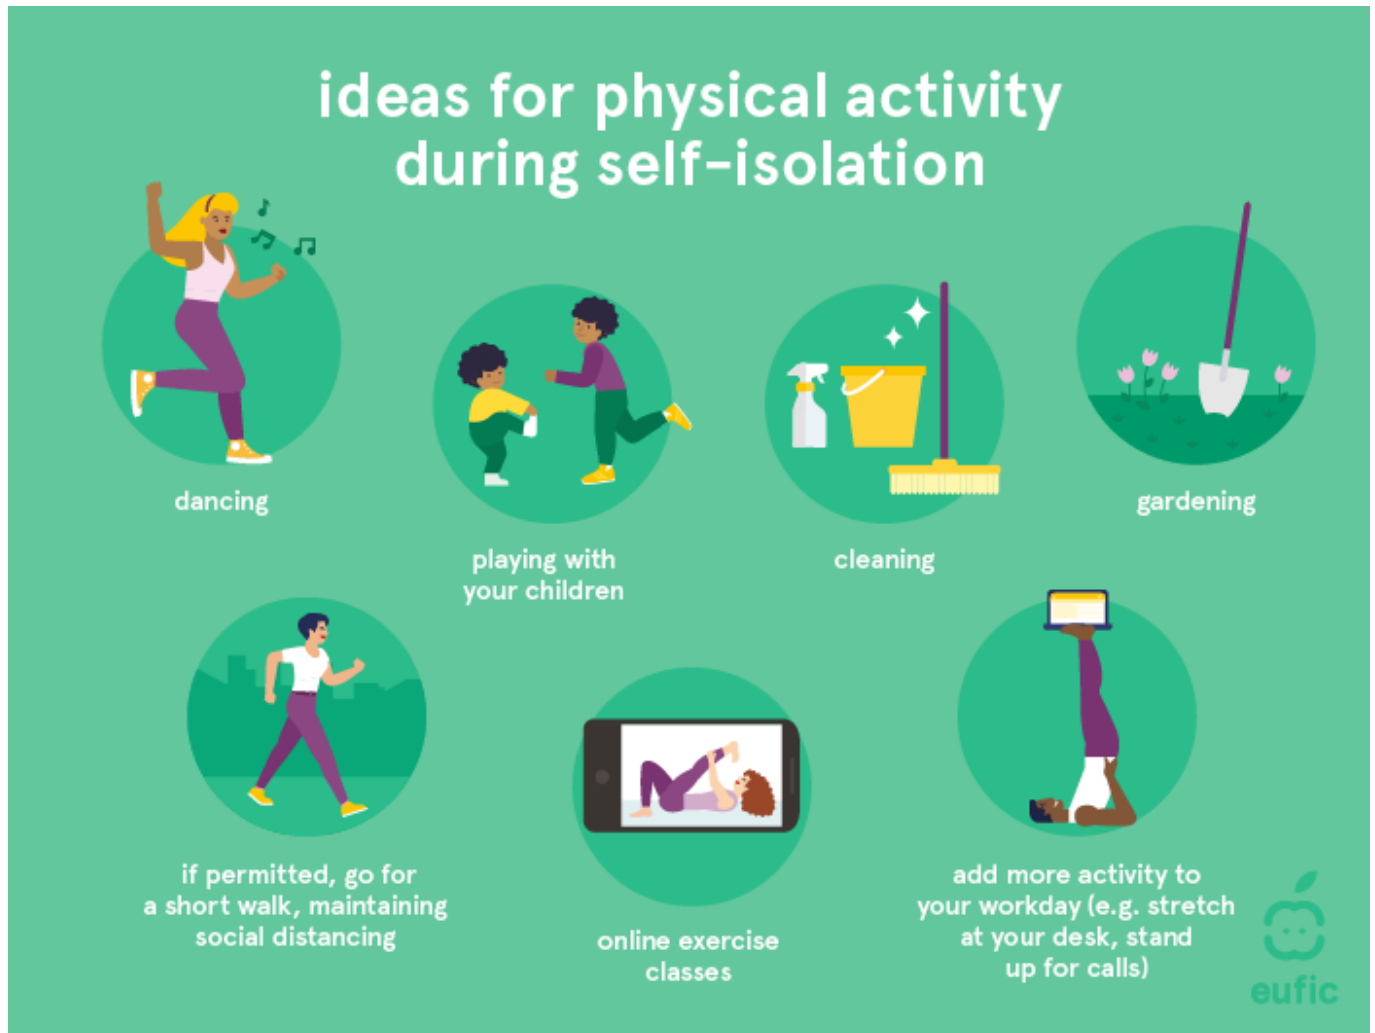 ideas for physical activity
during self-isolation
dancing
playing with
your children
cleaning
gardening
if permitted, go for
a short walk, maintaining
social distancing
online exercise
classes
add more activity to
your workday (e.g. stretch
at your desk, stand
up for calls)
eufic